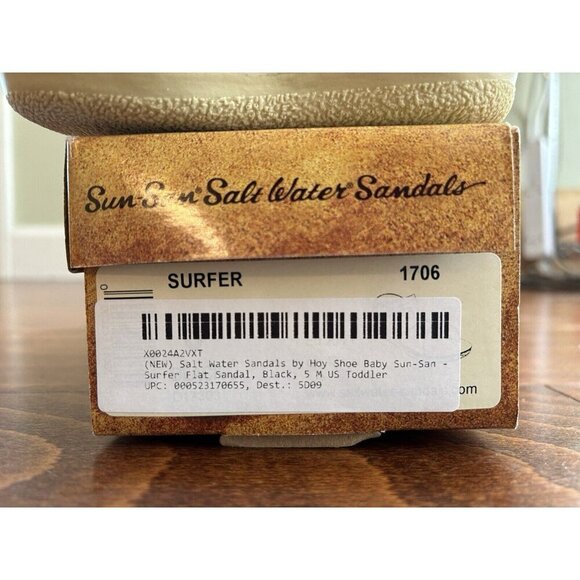 Sun-San® Salt Water® Sandals
SURFER 1706
X0024A2VXT
(NEW) Salt Water Sandals by Hoy Shoe Baby Sun-San -
Surfer Flat Sandal, Black, 5 M US Toddler
UPC: 000523170655, Dest.: 5D09
om